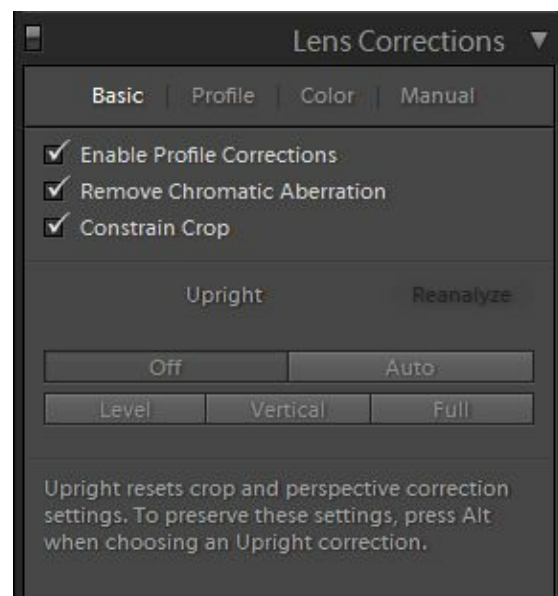 Lens Corrections
Basic Profile Color Manual
Enable Profile Corrections
Remove Chromatic Aberration
Constrain Crop
Upright Reanalyze
Off Auto
Level Vertical Full
Upright resets crop and perspective correction
settings. To preserve these settings, press Alt
when choosing an Upright correction.